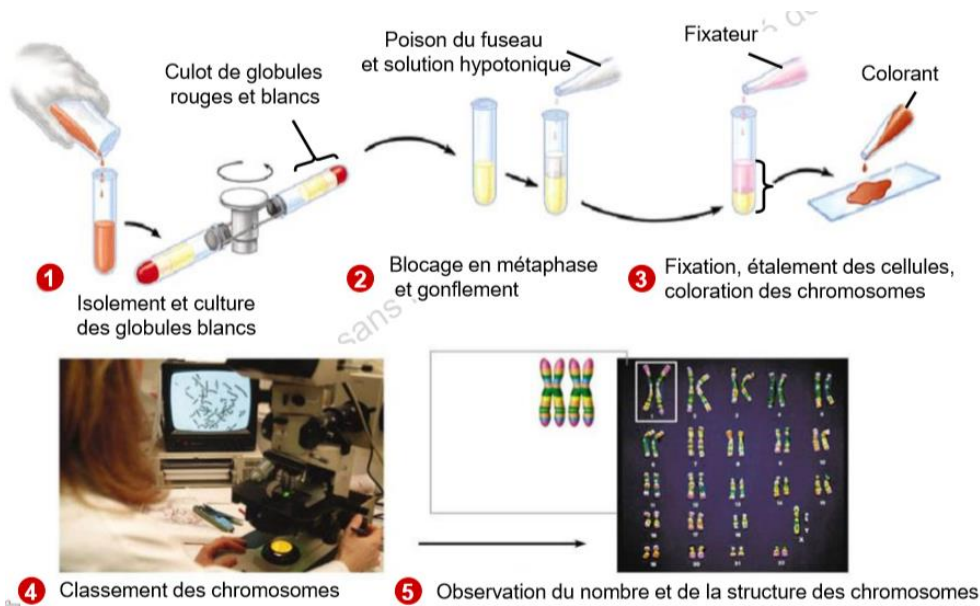 Culot de globules
rouges et blancs
Poison du fuseau
et solution hypotonique
Fixateur
Colorant
1
Isolement et culture
des globules blancs
2
Blocage en métaphase
et gonflement
3
Fixation, étalement des cellules,
coloration des chromosomes
sans
4
Classement des chromosomes
5
Observation du nombre et de la structure des chromosomes